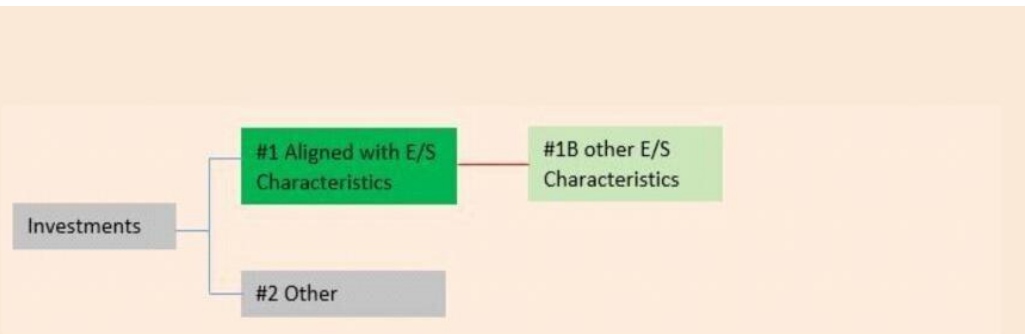 #1 Aligned with E/S
Characteristics
#1B other E/S
Characteristics
Investments
#2 Other